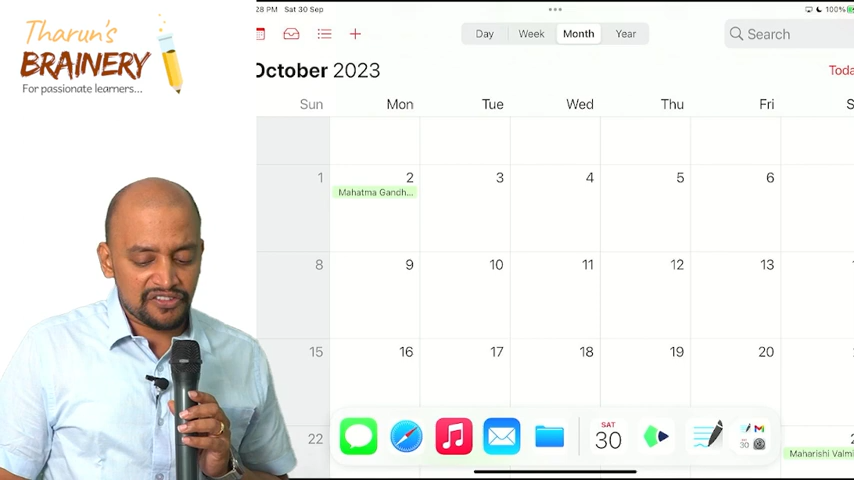 Tharun's
BRAINERY
For passionate learners...
:28 PM Sat 30 Sep
100%
Day Week Month Year
Search
October 2023
Toda
Sun Mon Tue Wed Thu Fri S
1 2 3 4 5 6
Mahatma Gandh...
8 9 10 11 12 13
15 16 17 18 19 20
22
SAT
30
30
Maharishi Valmi